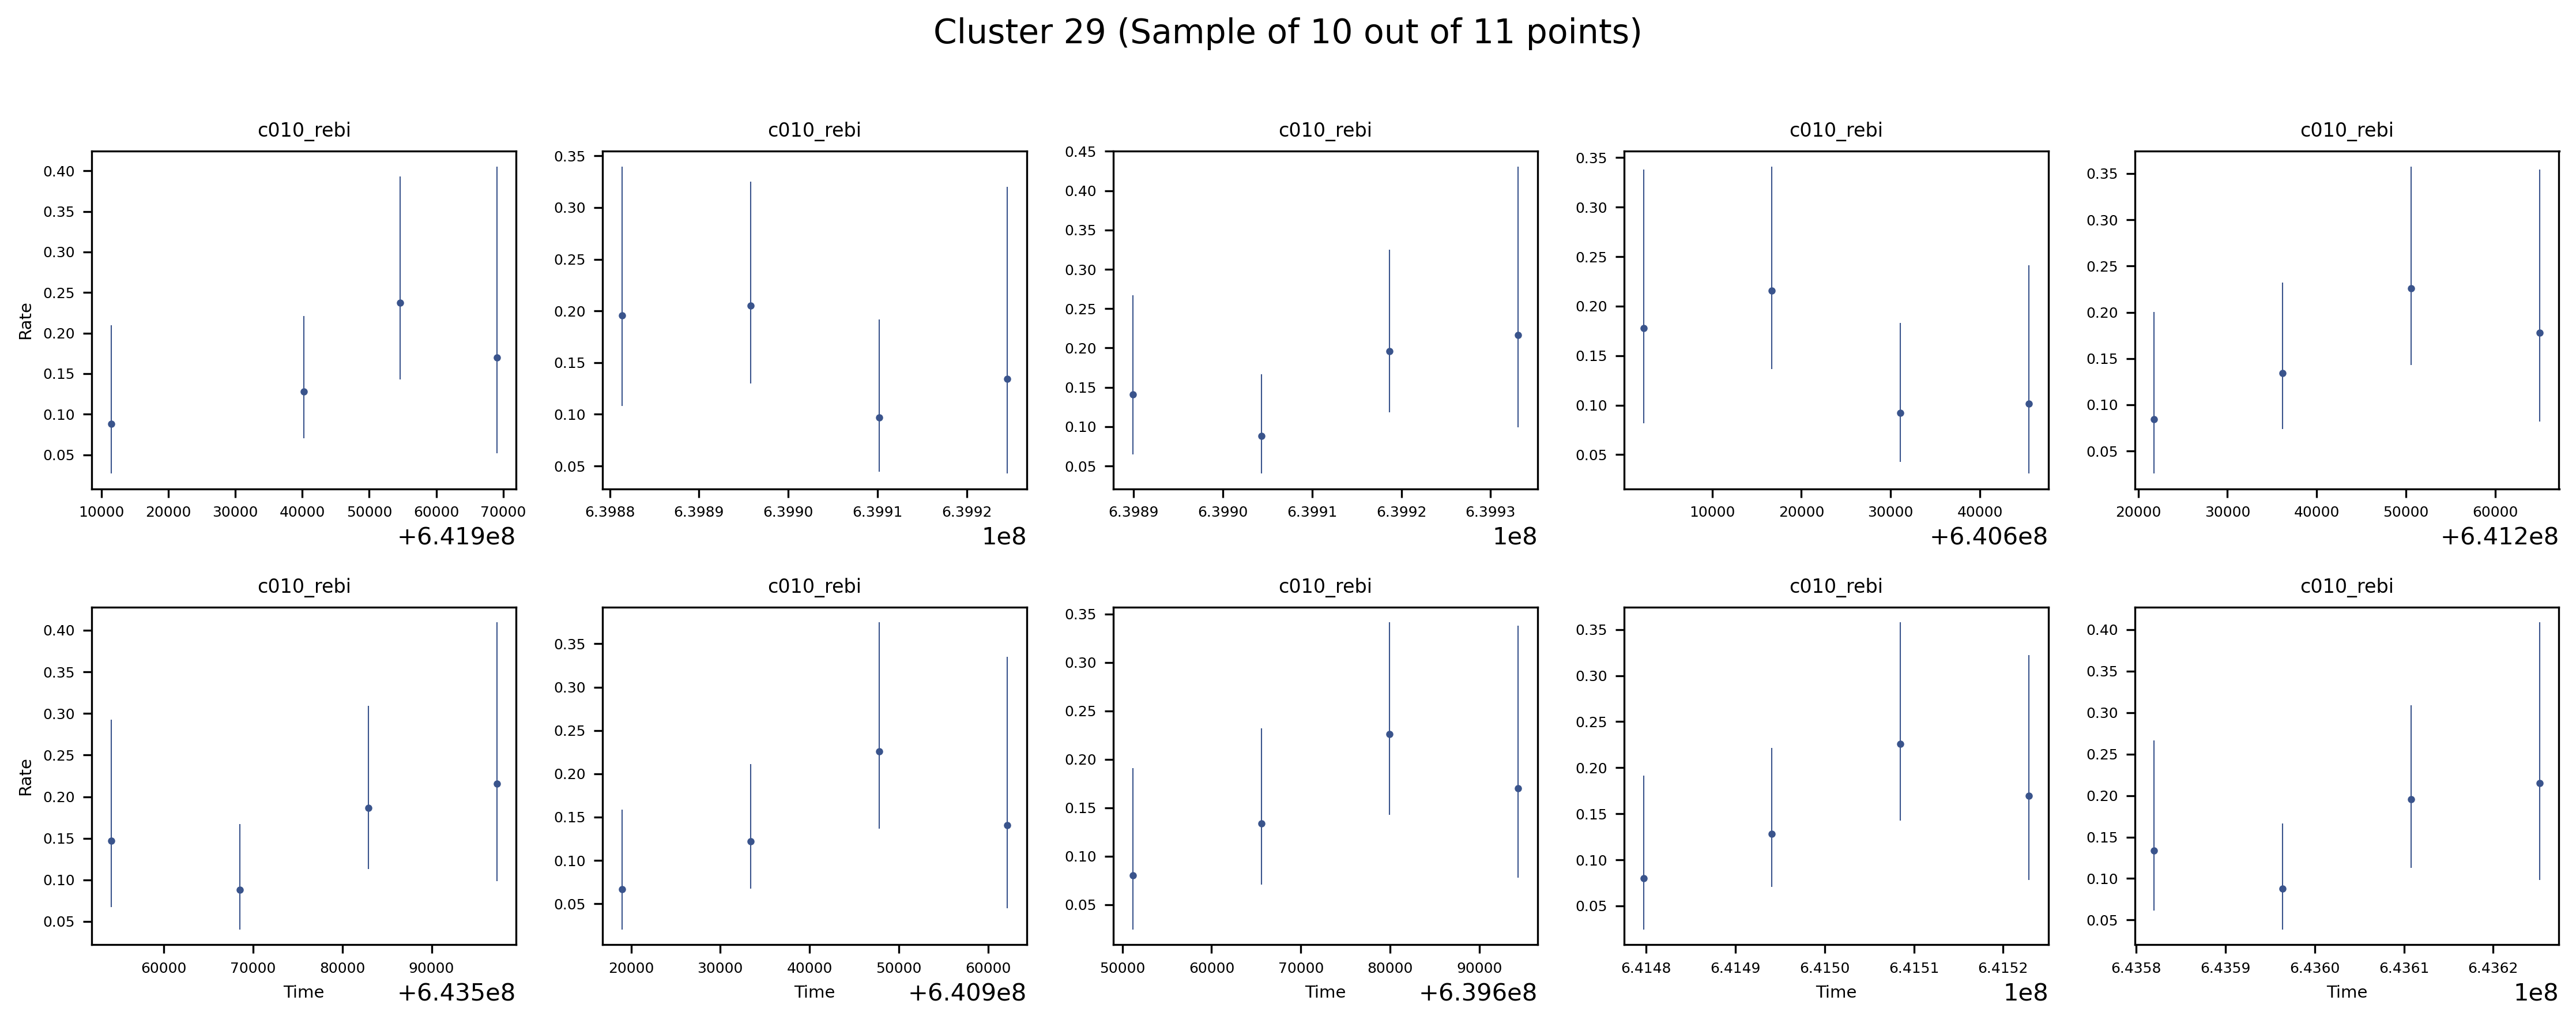 Cluster 29 (Sample of 10 out of 11 points)
c010_rebi c010_rebi c010_rebi c010_rebi c010_rebi
Rate
0.40 0.35 0.30 0.25 0.20 0.15 0.10 0.05
10000 20000 30000 40000 50000 60000 70000
+6.419e8
0.35 0.30 0.25 0.20 0.15 0.10 0.05
6.3988 6.3989 6.3990 6.3991 6.3992
1e8
0.45 0.40 0.35 0.30 0.25 0.20 0.15 0.10 0.05
6.3989 6.3990 6.3991 6.3992 6.3993
1e8
0.35 0.30 0.25 0.20 0.15 0.10 0.05
10000 20000 30000 40000
+6.406e8
0.35 0.30 0.25 0.20 0.15 0.10 0.05
20000 30000 40000 50000 60000
+6.412e8
c010_rebi c010_rebi c010_rebi c010_rebi c010_rebi
Rate
0.40 0.35 0.30 0.25 0.20 0.15 0.10 0.05
60000 70000 80000 90000
Time +6.435e8
0.35 0.30 0.25 0.20 0.15 0.10 0.05
20000 30000 40000 50000 60000
Time +6.409e8
0.35 0.30 0.25 0.20 0.15 0.10 0.05
50000 60000 70000 80000 90000
Time +6.396e8
0.35 0.30 0.25 0.20 0.15 0.10 0.05
6.4148 6.4149 6.4150 6.4151 6.4152
Time 1e8
0.40 0.35 0.30 0.25 0.20 0.15 0.10 0.05
6.4358 6.4359 6.4360 6.4361 6.4362
Time 1e8